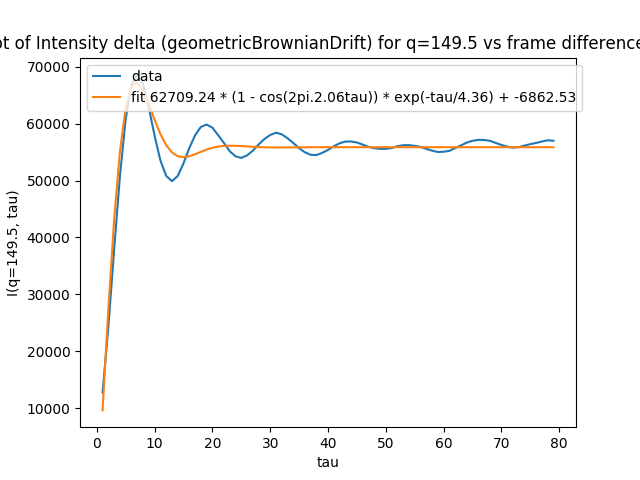 ot of Intensity delta (geometricBrownianDrift) for q=149.5 vs frame difference
70000
60000
50000
40000
30000
20000
10000
I(q=149.5, tau)
data
fit 62709.24 * (1 - cos(2pi.2.06tau)) * exp(-tau/4.36) + -6862.53
0 10 20 30 40 50 60 70 80
tau